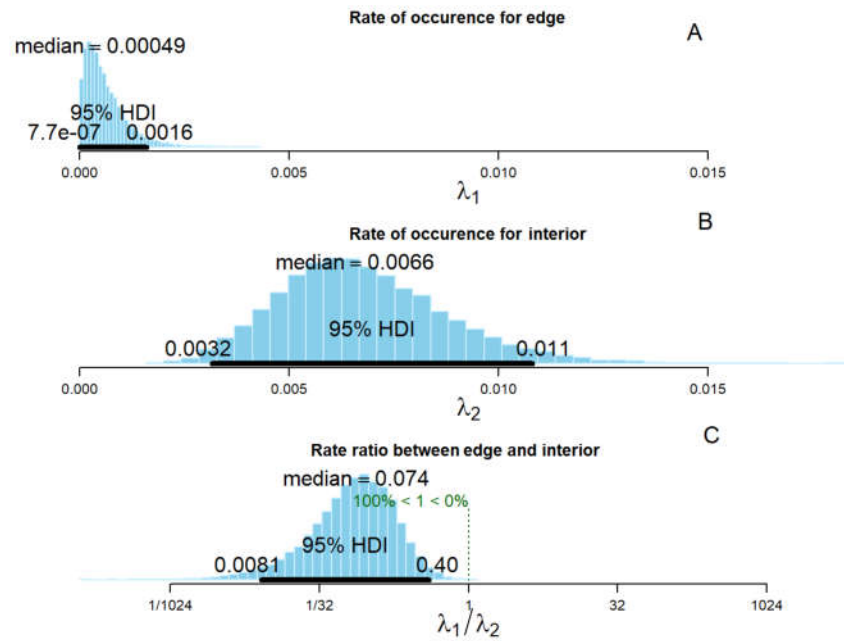 Rate of occurence for edge
A
median = 0.00049
95% HDI
7.7e-07 0.0016
0.000 0.005 0.010 0.015
λ1
B
Rate of occurence for interior
median = 0.0066
95% HDI
0.0032 0.011
0.000 0.005 0.010 0.015
λ2
C
Rate ratio between edge and interior
median = 0.074
100% < 1 < 0%
95% HDI
0.0081 0.40
1/1024 1/32 1 32 1024
λ1/λ2